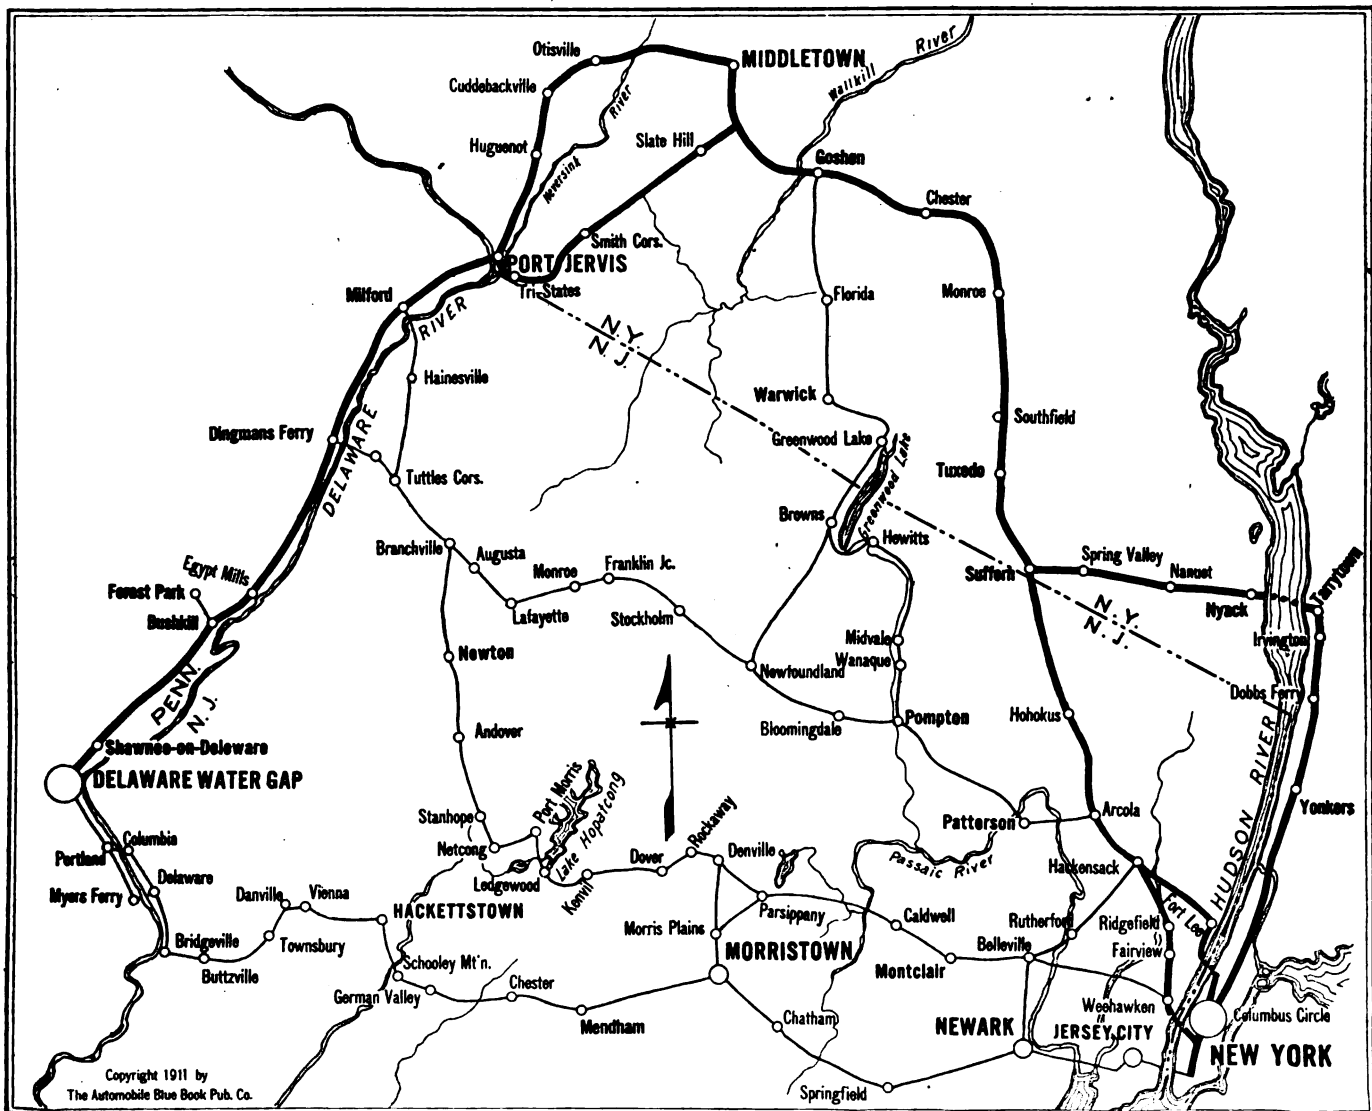 Otisville
MIDDLETOWN
Wallkill River
Cuddebackville
Neversink River
Huguenot
Slate Hill
Goshen
Chester
Smith Cors.
PORT JERVIS
Tri-States
Milford
Florida
Monroe
N.Y.
N.J.
DELAWARE RIVER
Hainesville
Warwick
Southfield
Dingmans Ferry
Greenwood Lake
Greenwood Lake
Tuxedo
Tuttles Cors.
Browns
Hewitts
Branchville
Augusta
Monroe
Franklin Jc.
Suffern
Spring Valley
Nanuet
Egypt Mills
Forest Park
Lafayette
Stockholm
Nyack
Tarrytown
N.Y.
N.J.
Bushkill
Irvington
Midvale
Newton
Wanaque
Newfoundland
PENN.
N.J.
Dobbs Ferry
Hohokus
Pompton
Bloomingdale
Andover
HUDSON RIVER
Shawnee-on-Deleware
DELAWARE WATER GAP
Yonkers
Port Morris
Stanhope
Lake Hopatcong
Arcola
Patterson
Rockaway
Netcong
Columbia
Portland
Dover
Denville
Passaic River
Hackensack
Ledgewood
Kenvil
Delaware
Myers Ferry
Danville
Vienna
HACKETTSTOWN
Parsippany
Caldwell
Fort Lee
Rutherford
Ridgefield
Morris Plains
Bridgeville
Townsbury
MORRISTOWN
Belleville
Fairview
Buttzville
Schooley Mt'n.
Montclair
German Valley
Chester
Weehawken
Columbus Circle
Mendham
Chatham
NEWARK
JERSEY CITY
NEW YORK
Springfield
Copyright 1911 by
The Automobile Blue Book Pub. Co.